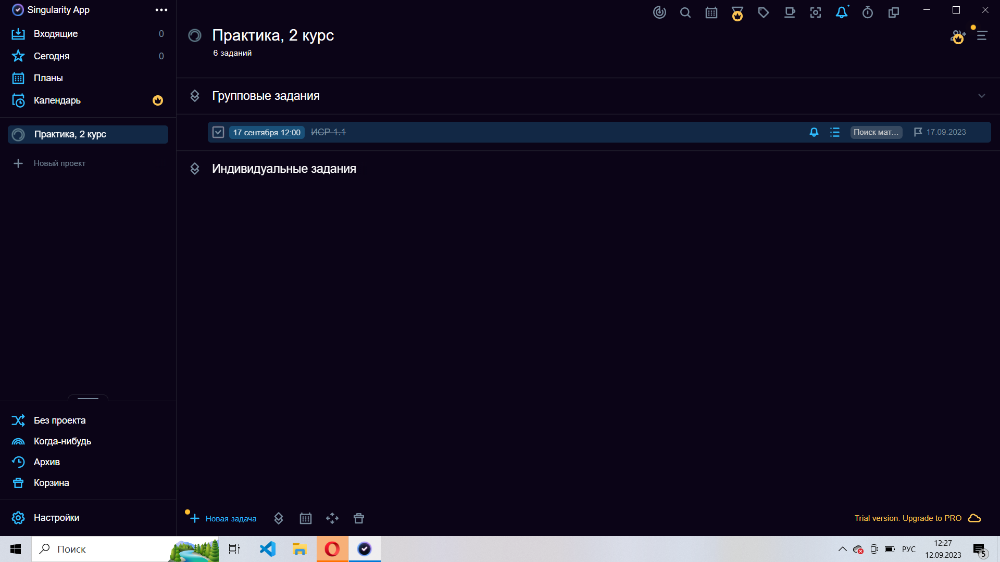 Singularity App
Входящие 0
Сегодня 0
Планы
Календарь
Практика, 2 курс
Новый проект
Без проекта
Когда-нибудь
Архив
Корзина
Настройки
Практика, 2 курс
6 заданий
Групповые задания
17 сентября 12:00 ИСР 1.1 Поиск мат... 17.09.2023
Индивидуальные задания
Новая задача
Trial version. Upgrade to PRO
Поиск
РУС
12:27
12.09.2023
5